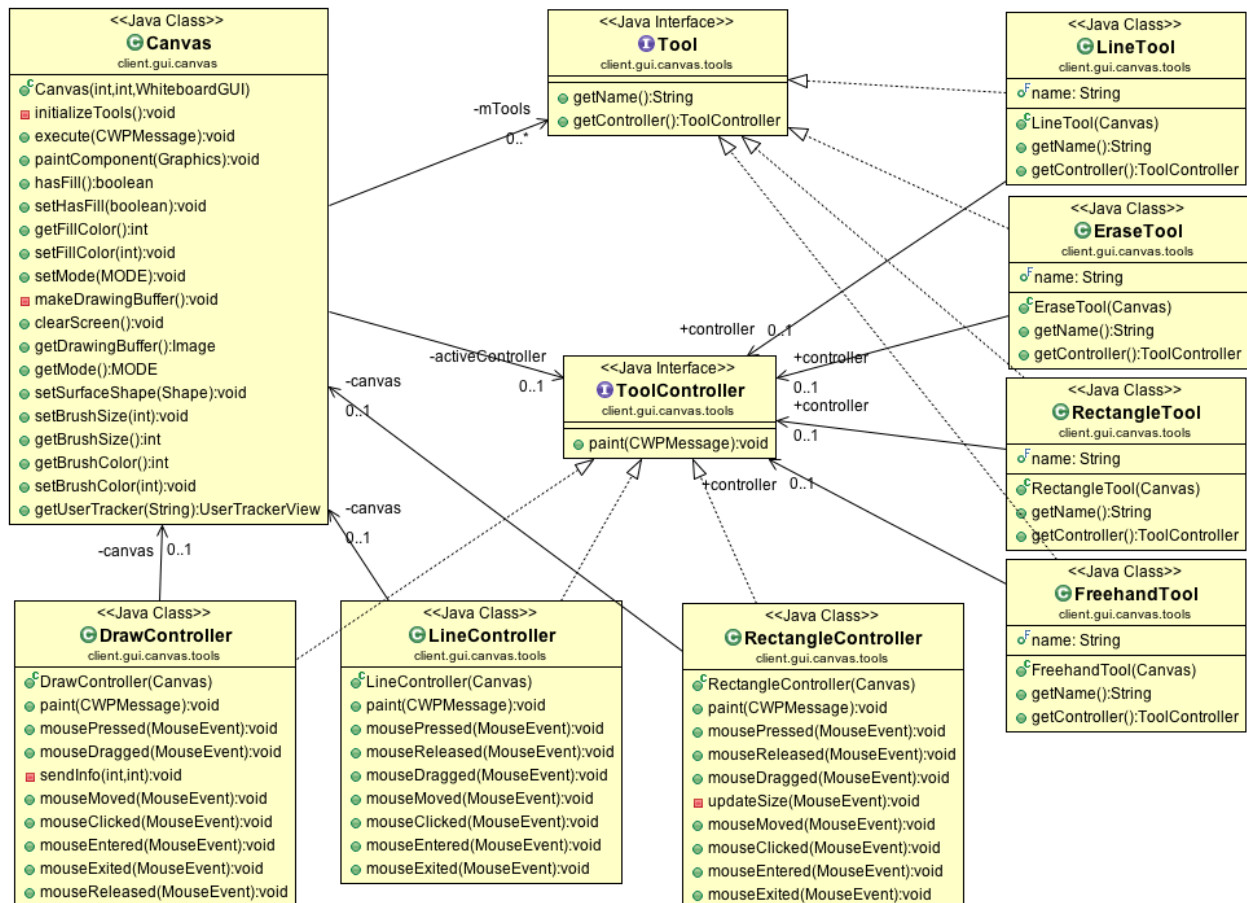 <<Java Class>>
Canvas
client.gui.canvas
Canvas(int,int,WhiteboardGUI)
initializeTools():void
execute(CWPMessage):void
paintComponent(Graphics):void
hasFill():boolean
setHasFill(boolean):void
getFillColor():int
setFillColor(int):void
setMode(MODE):void
makeDrawingBuffer():void
clearScreen():void
getDrawingBuffer():Image
getMode():MODE
setSurfaceShape(Shape):void
setBrushSize(int):void
getBrushSize():int
getBrushColor():int
setBrushColor(int):void
getUserTracker(String):UserTrackerView
-mTools
0..*
<<Java Interface>>
Tool
client.gui.canvas.tools
getName():String
getController():ToolController
<<Java Class>>
LineTool
client.gui.canvas.tools
name: String
LineTool(Canvas)
getName():String
getController():ToolController
<<Java Class>>
EraseTool
client.gui.canvas.tools
name: String
EraseTool(Canvas)
getName():String
getController():ToolController
-activeController
0..1
+controller
0..1
+controller
0..1
+controller
0..1
+controller
0..1
<<Java Interface>>
ToolController
client.gui.canvas.tools
paint(CWPMessage):void
<<Java Class>>
RectangleTool
client.gui.canvas.tools
name: String
RectangleTool(Canvas)
getName():String
getController():ToolController
<<Java Class>>
FreehandTool
client.gui.canvas.tools
name: String
FreehandTool(Canvas)
getName():String
getController():ToolController
-canvas
0..1
-canvas
0..1
-canvas
0..1
<<Java Class>>
DrawController
client.gui.canvas.tools
DrawController(Canvas)
paint(CWPMessage):void
mousePressed(MouseEvent):void
mouseDragged(MouseEvent):void
sendInfo(int,int):void
mouseMoved(MouseEvent):void
mouseClicked(MouseEvent):void
mouseEntered(MouseEvent):void
mouseExited(MouseEvent):void
mouseReleased(MouseEvent):void
<<Java Class>>
LineController
client.gui.canvas.tools
LineController(Canvas)
paint(CWPMessage):void
mousePressed(MouseEvent):void
mouseReleased(MouseEvent):void
mouseDragged(MouseEvent):void
mouseMoved(MouseEvent):void
mouseClicked(MouseEvent):void
mouseEntered(MouseEvent):void
mouseExited(MouseEvent):void
<<Java Class>>
RectangleController
client.gui.canvas.tools
RectangleController(Canvas)
paint(CWPMessage):void
mousePressed(MouseEvent):void
mouseReleased(MouseEvent):void
mouseDragged(MouseEvent):void
updateSize(MouseEvent):void
mouseMoved(MouseEvent):void
mouseClicked(MouseEvent):void
mouseEntered(MouseEvent):void
mouseExited(MouseEvent):void